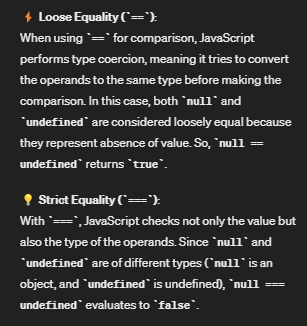 ⚡ Loose Equality (`==`):
When using `==` for comparison, JavaScript
performs type coercion, meaning it tries to convert
the operands to the same type before making the
comparison. In this case, both `null` and
`undefined` are considered loosely equal because
they represent absence of value. So, `null ==
undefined` returns `true`.
💡 Strict Equality (`===`):
With `===`, JavaScript checks not only the value but
also the type of the operands. Since `null` and
`undefined` are of different types (`null` is an
object, and `undefined` is undefined), `null ===
undefined` evaluates to `false`.